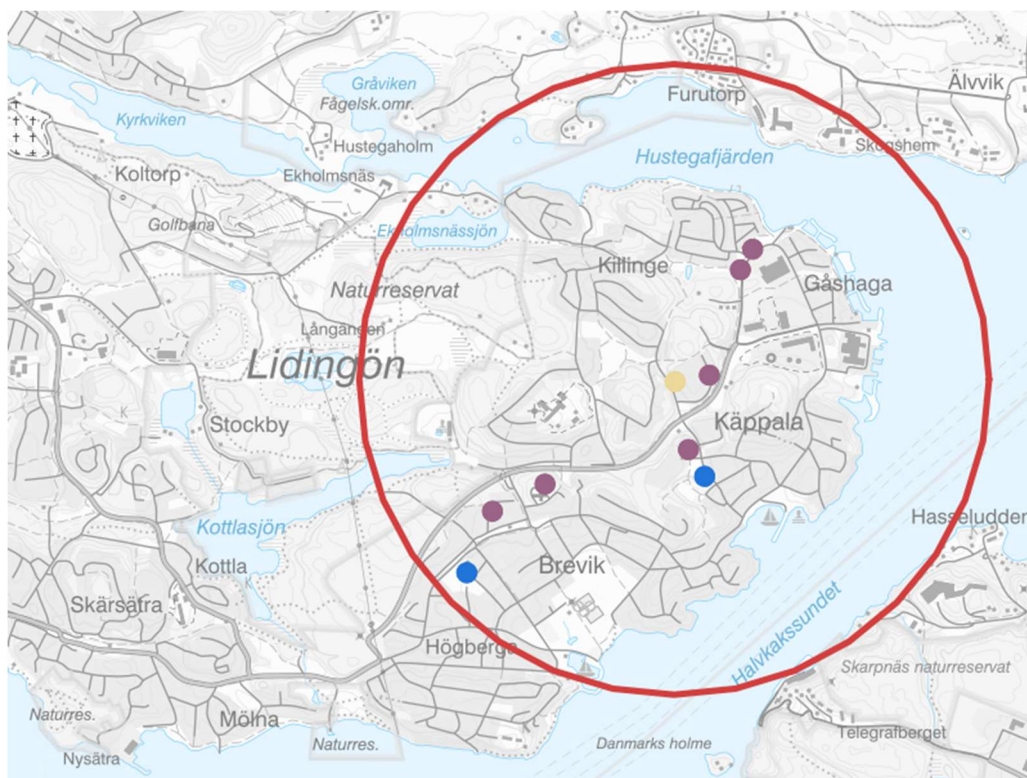 Gråviken
Fågelsk.omr.
Furutorp
Älvvik
Kyrkviken
Hustegaholm
Skogshem
Hustegafjärden
Koltorp
Ekholmsnäs
Golfbana
Ekholmsnässjön
Killinge
Gåshaga
Naturreservat
Långängen
Lidingön
Käppala
Stockby
K
Kottlasjön
Hasseludden
Kottla
Brevik
Skärsätra
Halvkakssundet
Högberga
Skarpnäs naturreservat
Naturres.
Mölna
Naturres.
Danmarks holme
Telegrafberget
Nysätra